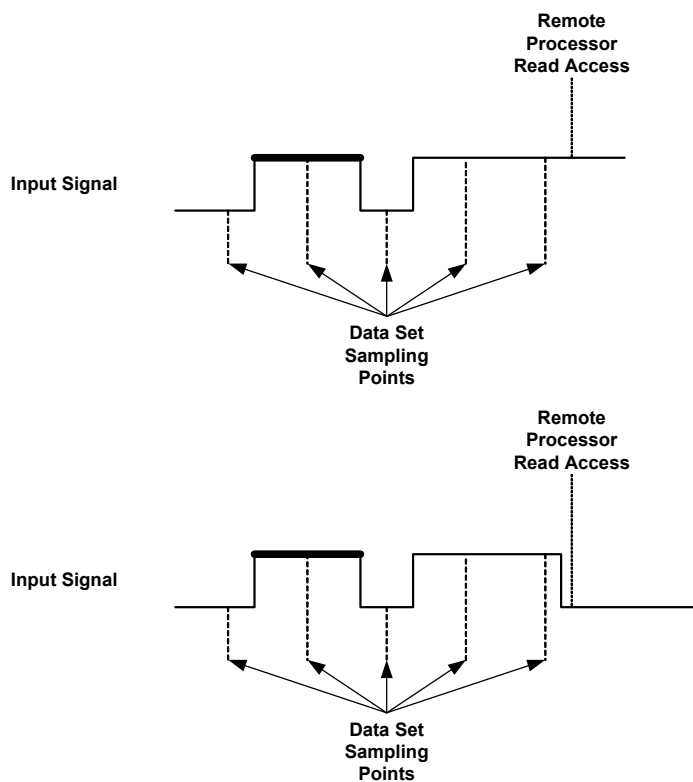 Remote
Processor
Read Access
Input Signal
Data Set
Sampling
Points
Remote
Processor
Read Access
Input Signal
Data Set
Sampling
Points